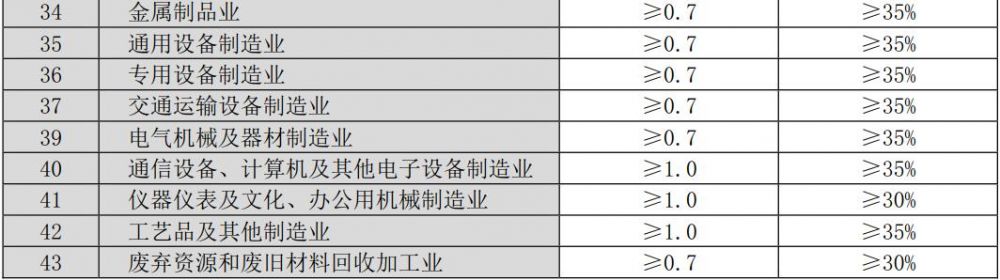 34 金属制品业 ≥0.7 ≥35%
35 通用设备制造业 ≥0.7 ≥35%
36 专用设备制造业 ≥0.7 ≥35%
37 交通运输设备制造业 ≥0.7 ≥35%
39 电气机械及器材制造业 ≥0.7 ≥35%
40 通信设备、计算机及其他电子设备制造业 ≥1.0 ≥35%
41 仪器仪表及文化、办公用机械制造业 ≥1.0 ≥30%
42 工艺品及其他制造业 ≥1.0 ≥35%
43 废弃资源和废旧材料回收加工业 ≥0.7 ≥30%